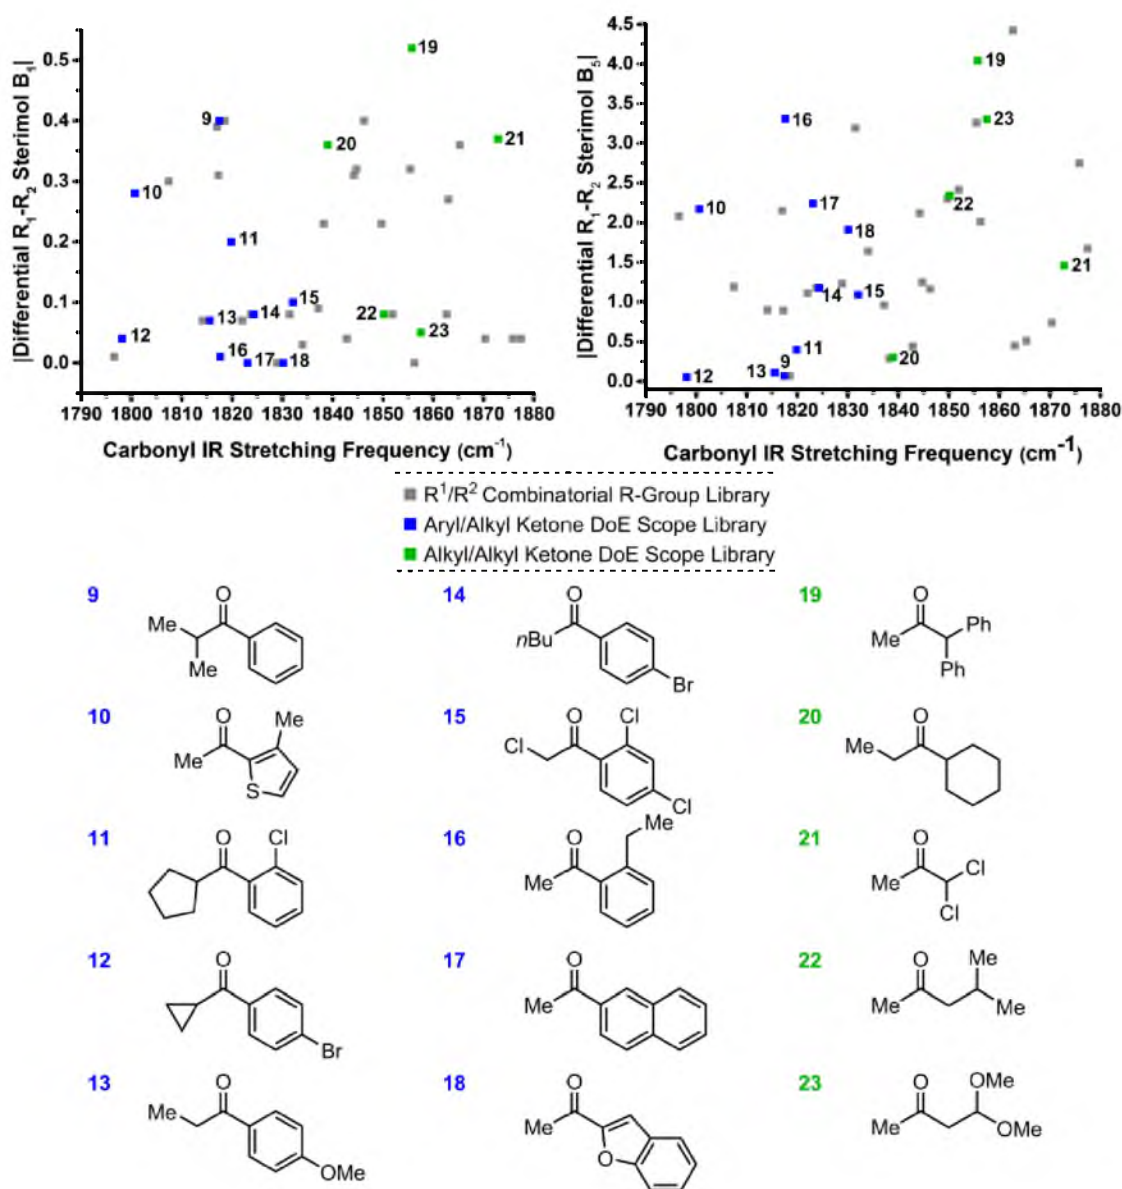 |Differential R1-R2 Sterimol B1|
0.5
0.4
0.3
0.2
0.1
0.0
9
10
11
12
13
14
15
16
17
18
19
20
21
22
23
1790 1800 1810 1820 1830 1840 1850 1860 1870 1880
Carbonyl IR Stretching Frequency (cm-1)
|Differential R1-R2 Sterimol B5|
4.5
4.0
3.5
3.0
2.5
2.0
1.5
1.0
0.5
0.0
19
16
23
10
17
22
18
21
14
15
11
20
12
13
9
1790 1800 1810 1820 1830 1840 1850 1860 1870 1880
Carbonyl IR Stretching Frequency (cm-1)
R1/R2 Combinatorial R-Group Library
Aryl/Alkyl Ketone DoE Scope Library
Alkyl/Alkyl Ketone DoE Scope Library
9
O
Me
Me
14
O
nBu
Br
19
O
Me
Ph
Ph
10
O
Me
Me
S
15
O
Cl
Cl
Cl
20
O
Me
11
O
Cl
16
O
Me
Me
21
O
Me
Cl
Cl
12
O
Br
17
O
Me
22
O
Me
Me
Me
13
O
Me
OMe
18
O
Me
O
23
O
OMe
Me
OMe